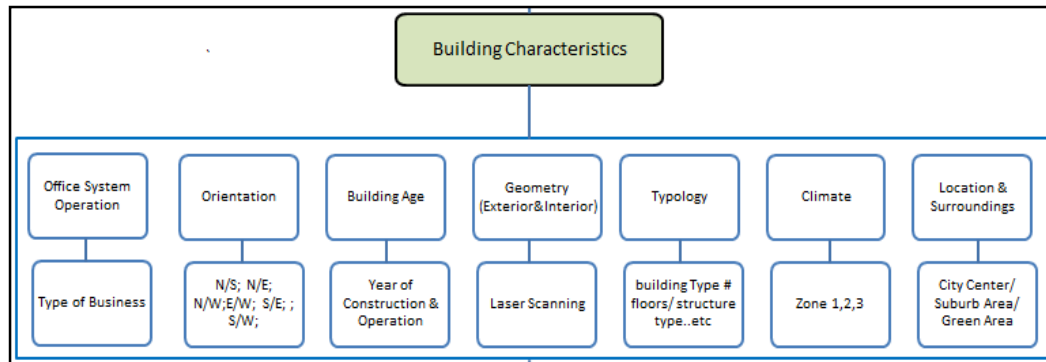 Building Characteristics
Office System
Operation
Orientation
Building Age
Geometry
(Exterior&Interior)
Typology
Climate
Location &
Surroundings
Type of Business
N/S; N/E;
N/W;E/W; S/E; ;
S/W;
Year of
Construction &
Operation
Laser Scanning
building Type #
floors/ structure
type..etc
Zone 1,2,3
City Center/
Suburb Area/
Green Area